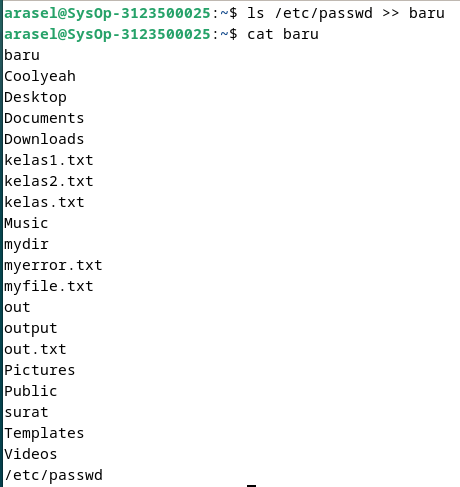 arasel@SysOp-3123500025:~$ ls /etc/passwd >> baru
arasel@SysOp-3123500025:~$ cat baru
baru
Coolyeah
Desktop
Documents
Downloads
kelas1.txt
kelas2.txt
kelas.txt
Music
mydir
myerror.txt
myfile.txt
out
output
out.txt
Pictures
Public
surat
Templates
Videos
/etc/passwd